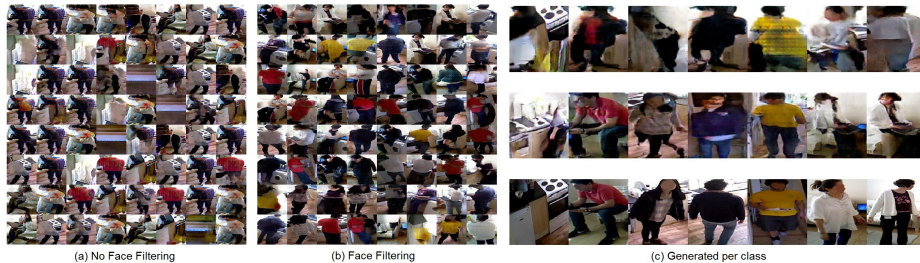 (a) No Face Filtering
(b) Face Filtering
(c) Generated per class